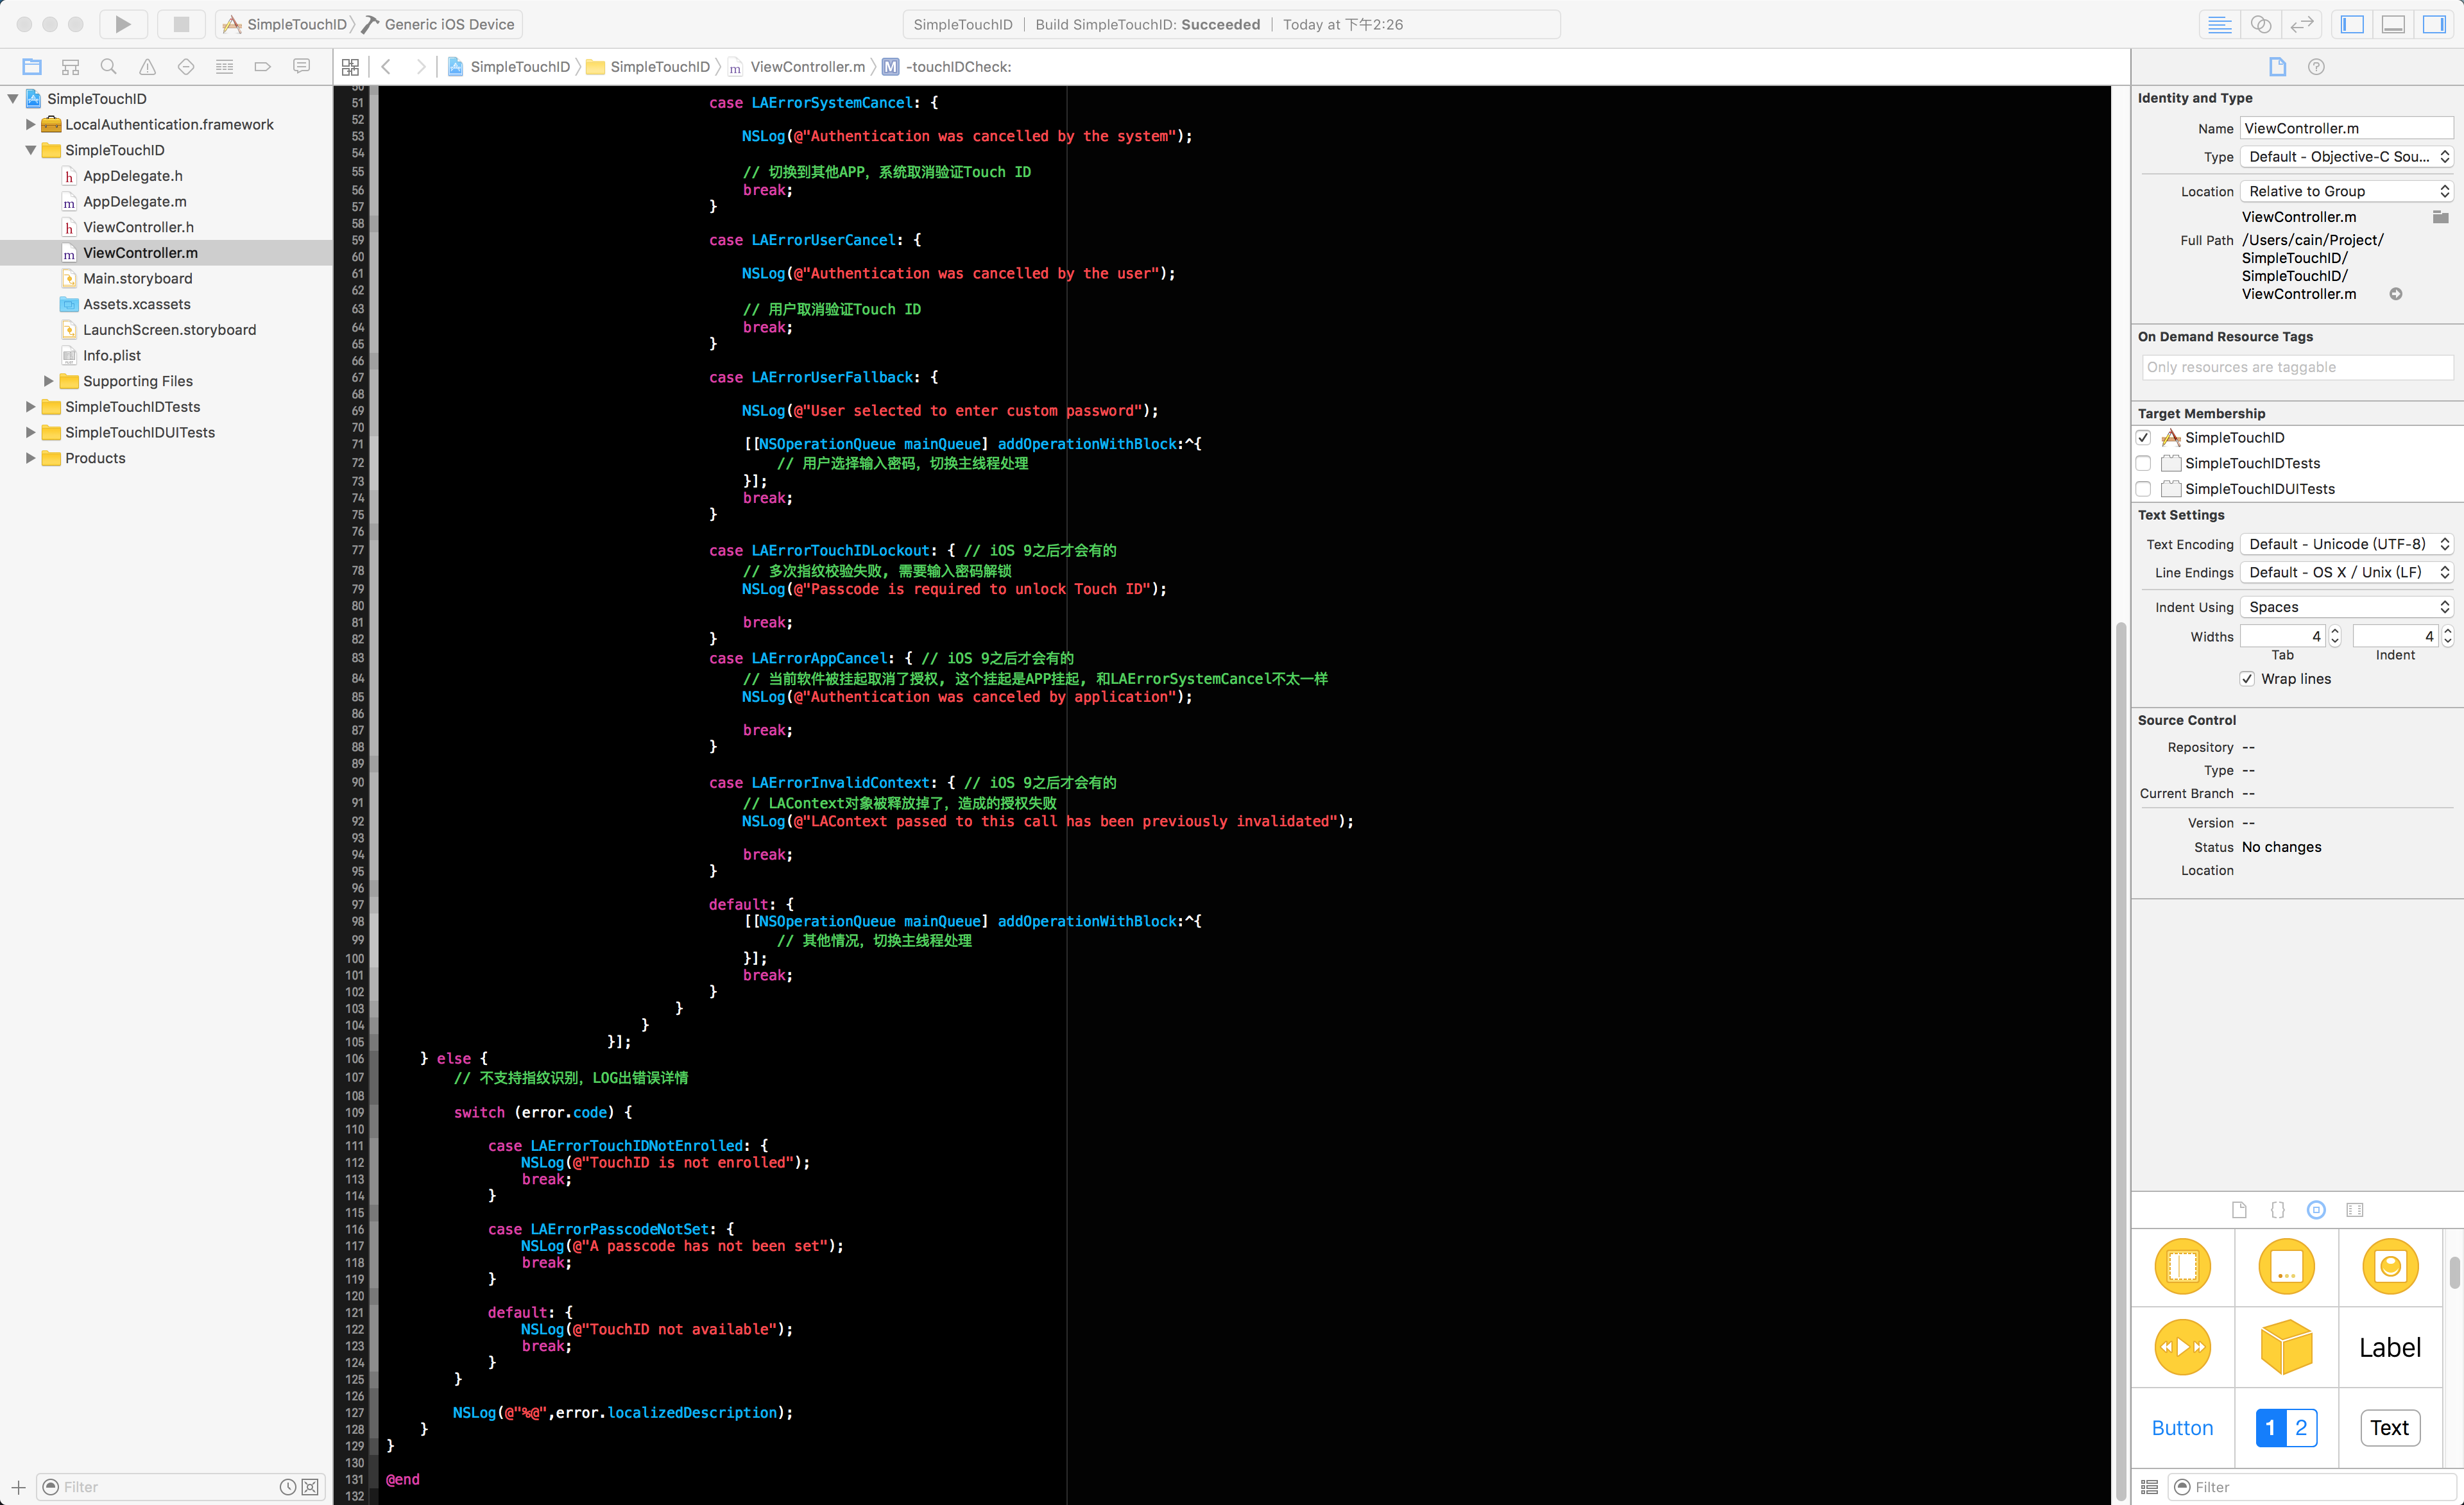 SimpleTouchID
Generic iOS Device
SimpleTouchID | Build SimpleTouchID: Succeeded | Today at 下午2:26
SimpleTouchID
SimpleTouchID
ViewController.m
M
-touchIDCheck:
SimpleTouchID
LocalAuthentication.framework
SimpleTouchID
h AppDelegate.h
m AppDelegate.m
h ViewController.h
m ViewController.m
Main.storyboard
Assets.xcassets
LaunchScreen.storyboard
Info.plist
Supporting Files
SimpleTouchIDTests
SimpleTouchIDUITests
Products
Filter
50
51 case LAErrorSystemCancel: {
52
53 NSLog(@"Authentication was cancelled by the system");
54
55 // 切换到其他APP，系统取消验证Touch ID
56 break;
57 }
58
59 case LAErrorUserCancel: {
60
61 NSLog(@"Authentication was cancelled by the user");
62
63 // 用户取消验证Touch ID
64 break;
65 }
66
67 case LAErrorUserFallback: {
68
69 NSLog(@"User selected to enter custom password");
70
71 [[NSOperationQueue mainQueue] addOperationWithBlock:^{
72 // 用户选择输入密码，切换主线程处理
73 }];
74 break;
75 }
76
77 case LAErrorTouchIDLockout: { // iOS 9之后才会有的
78 // 多次指纹校验失败，需要输入密码解锁
79 NSLog(@"Passcode is required to unlock Touch ID");
80
81 break;
82 }
83 case LAErrorAppCancel: { // iOS 9之后才会有的
84 // 当前软件被挂起取消了授权，这个挂起是APP挂起，和LAErrorSystemCancel不太一样
85 NSLog(@"Authentication was canceled by application");
86
87 break;
88 }
89
90 case LAErrorInvalidContext: { // iOS 9之后才会有的
91 // LAContext对象被释放掉了，造成的授权失败
92 NSLog(@"LAContext passed to this call has been previously invalidated");
93
94 break;
95 }
96
97 default: {
98 [[NSOperationQueue mainQueue] addOperationWithBlock:^{
99 // 其他情况，切换主线程处理
100 }];
101 break;
102 }
103 }
104 }
105 }];
106 } else {
107 // 不支持指纹识别，LOG出错误详情
108
109 switch (error.code) {
110
111 case LAErrorTouchIDNotEnrolled: {
112 NSLog(@"TouchID is not enrolled");
113 break;
114 }
115
116 case LAErrorPasscodeNotSet: {
117 NSLog(@"A passcode has not been set");
118 break;
119 }
120
121 default: {
122 NSLog(@"TouchID not available");
123 break;
124 }
125 }
126
127 NSLog(@"%@",error.localizedDescription);
128 }
129 }
130
131 @end
132
Identity and Type
Name ViewController.m
Type Default - Objective-C Sou...
Location Relative to Group
ViewController.m
Full Path /Users/cain/Project/
SimpleTouchID/
SimpleTouchID/
ViewController.m
On Demand Resource Tags
Only resources are taggable
Target Membership
SimpleTouchID
SimpleTouchIDTests
SimpleTouchIDUITests
Text Settings
Text Encoding Default - Unicode (UTF-8)
Line Endings Default - OS X / Unix (LF)
Indent Using Spaces
Widths 4 4
Tab Indent
Wrap lines
Source Control
Repository --
Type --
Current Branch --
Version --
Status No changes
Location
Label
Button 1 2 Text
Filter